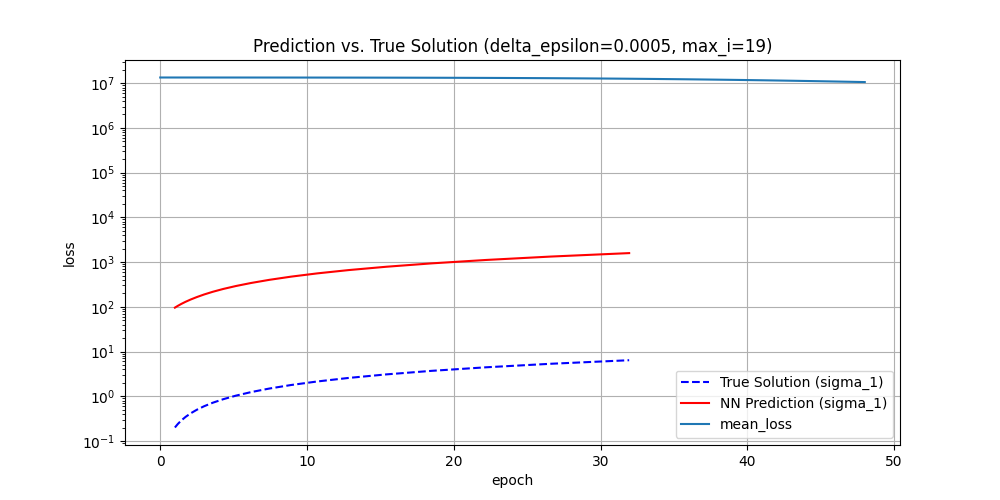 Prediction vs. True Solution (delta_epsilon=0.0005, max_i=19)
10⁷
10⁶
10⁵
10⁴
10³
10²
10¹
10⁰
10⁻¹
loss
True Solution (sigma_1)
NN Prediction (sigma_1)
mean_loss
0 10 20 30 40 50
epoch